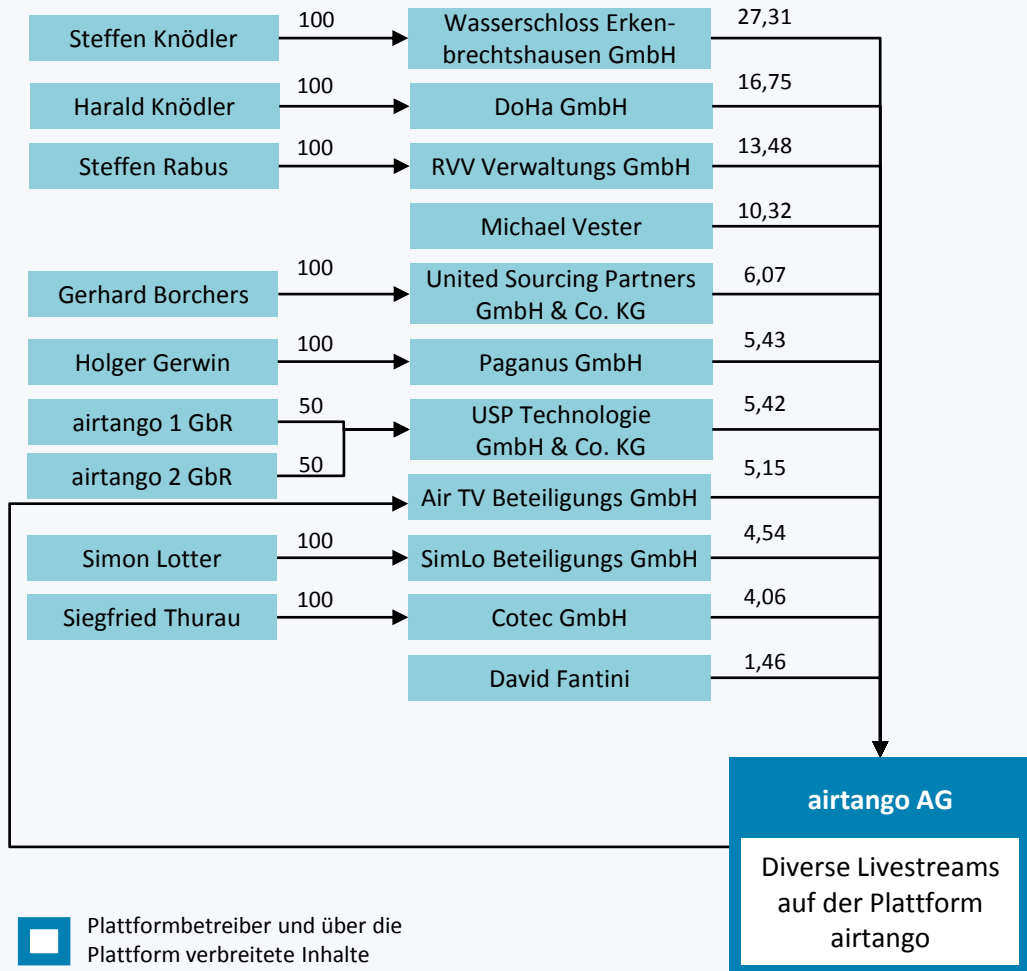 Steffen Knödler
100
Wasserschloss Erken-
brechtshausen GmbH
27,31
Harald Knödler
100
DoHa GmbH
16,75
Steffen Rabus
100
RVV Verwaltungs GmbH
13,48
Michael Vester
10,32
Gerhard Borchers
100
United Sourcing Partners
GmbH & Co. KG
6,07
Holger Gerwin
100
Paganus GmbH
5,43
airtango 1 GbR
50
airtango 2 GbR
50
USP Technologie
GmbH & Co. KG
5,42
Air TV Beteiligungs GmbH
5,15
Simon Lotter
100
SimLo Beteiligungs GmbH
4,54
Siegfried Thurau
100
Cotec GmbH
4,06
David Fantini
1,46
airtango AG
Diverse Livestreams
auf der Plattform
airtango
Plattformbetreiber und über die
Plattform verbreitete Inhalte